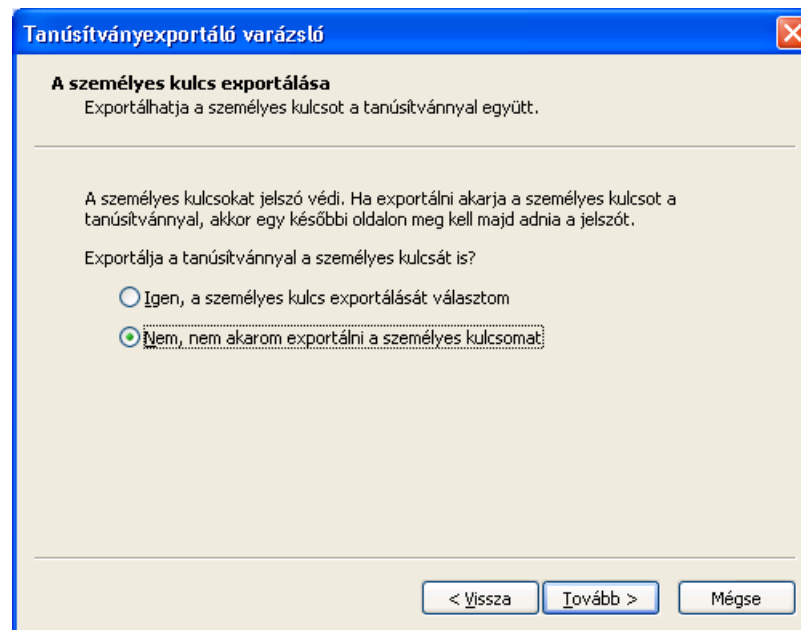 Tanúsítványexportáló varázsló
A személyes kulcs exportálása
Exportálhatja a személyes kulcsot a tanúsítvánnyal együtt.
A személyes kulcsokat jelszó védi. Ha exportálni akarja a személyes kulcsot a
tanúsítvánnyal, akkor egy későbbi oldalon meg kell majd adnia a jelszót.
Exportálja a tanúsítvánnyal a személyes kulcsát is?
Igen, a személyes kulcs exportálását választom
Nem, nem akarom exportálni a személyes kulcsomat
< Vissza Tovább > Mégse